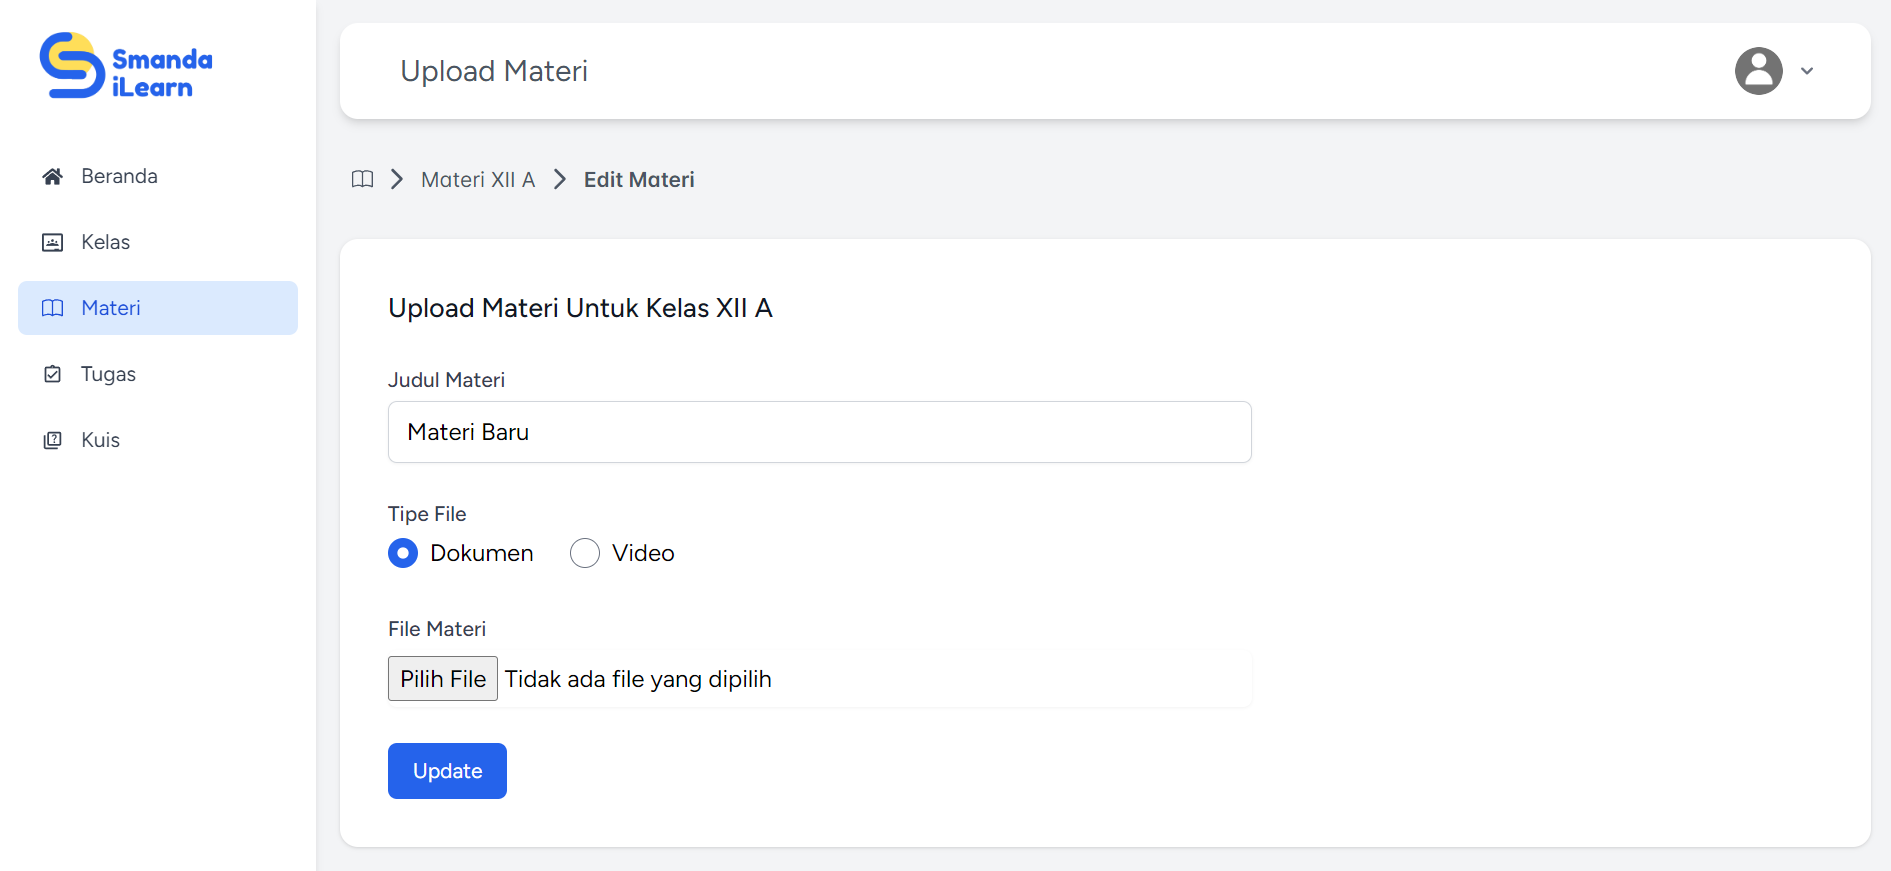 Smanda
iLearn
Beranda
Kelas
Materi
Tugas
Kuis
Upload Materi
Materi XII A
Edit Materi
Upload Materi Untuk Kelas XII A
Judul Materi
Materi Baru
Tipe File
Dokumen
Video
File Materi
Pilih File Tidak ada file yang dipilih
Update